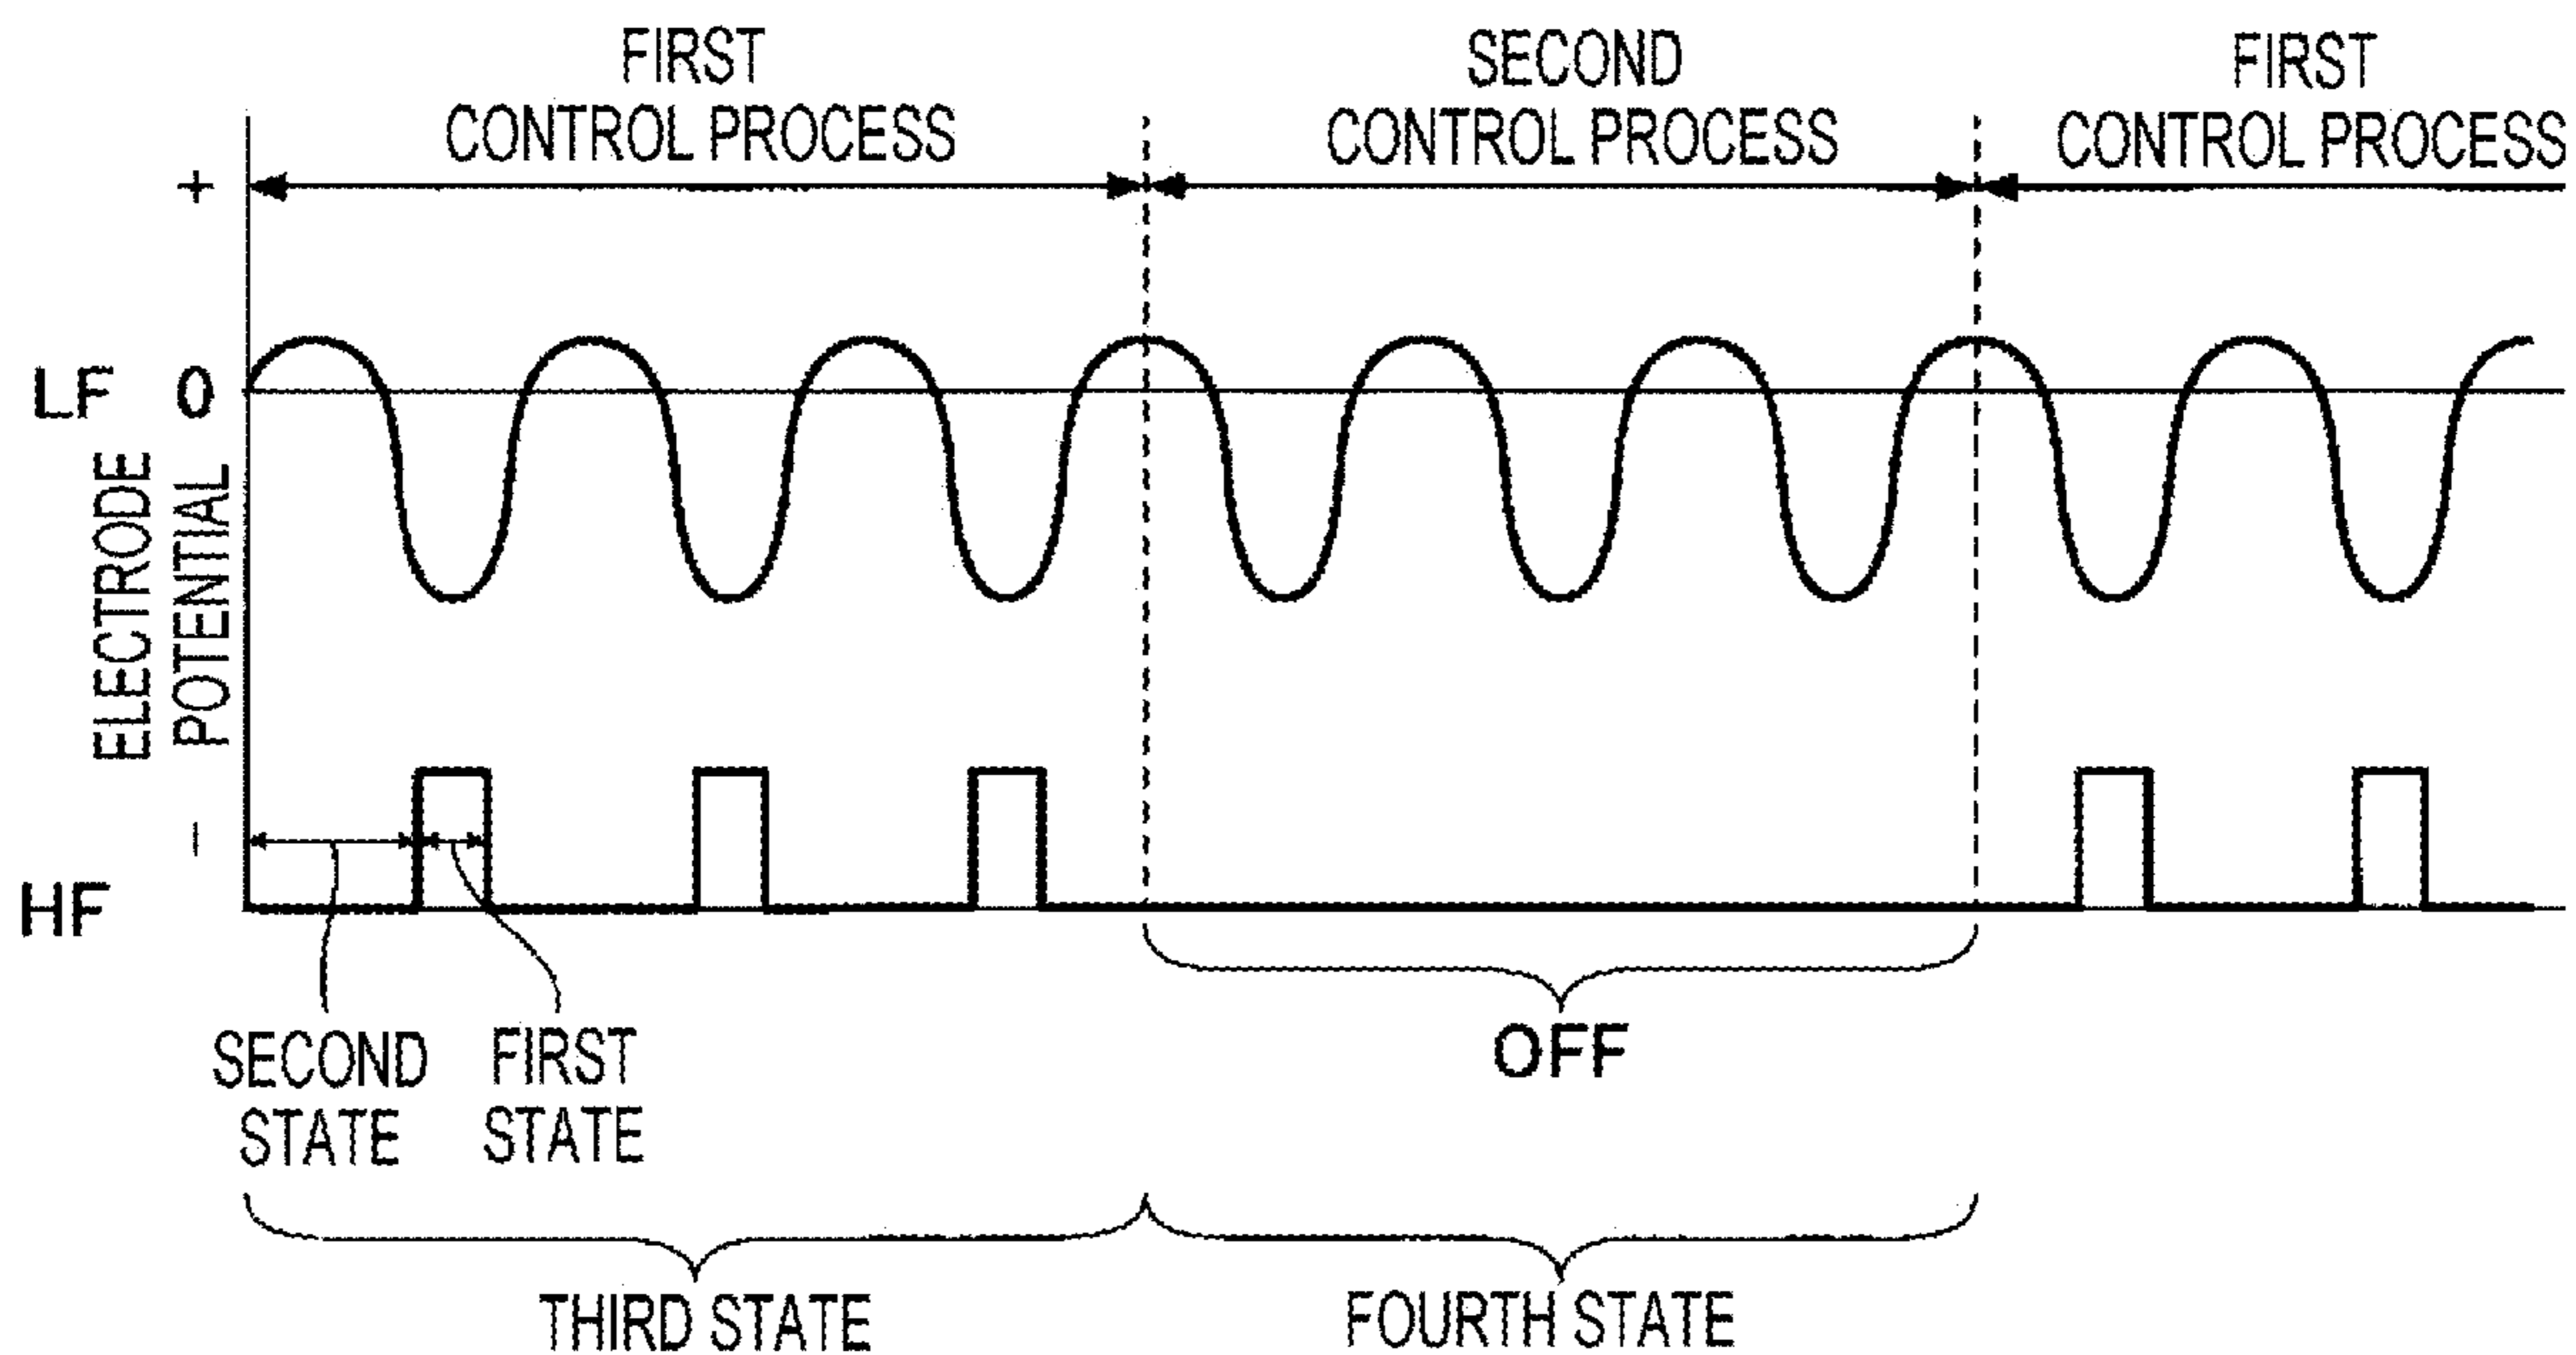 FIRST
CONTROL PROCESS
SECOND
CONTROL PROCESS
FIRST
CONTROL PROCESS
+
LF 0
ELECTRODE
POTENTIAL
−
HF
SECOND
STATE
FIRST
STATE
OFF
THIRD STATE
FOURTH STATE